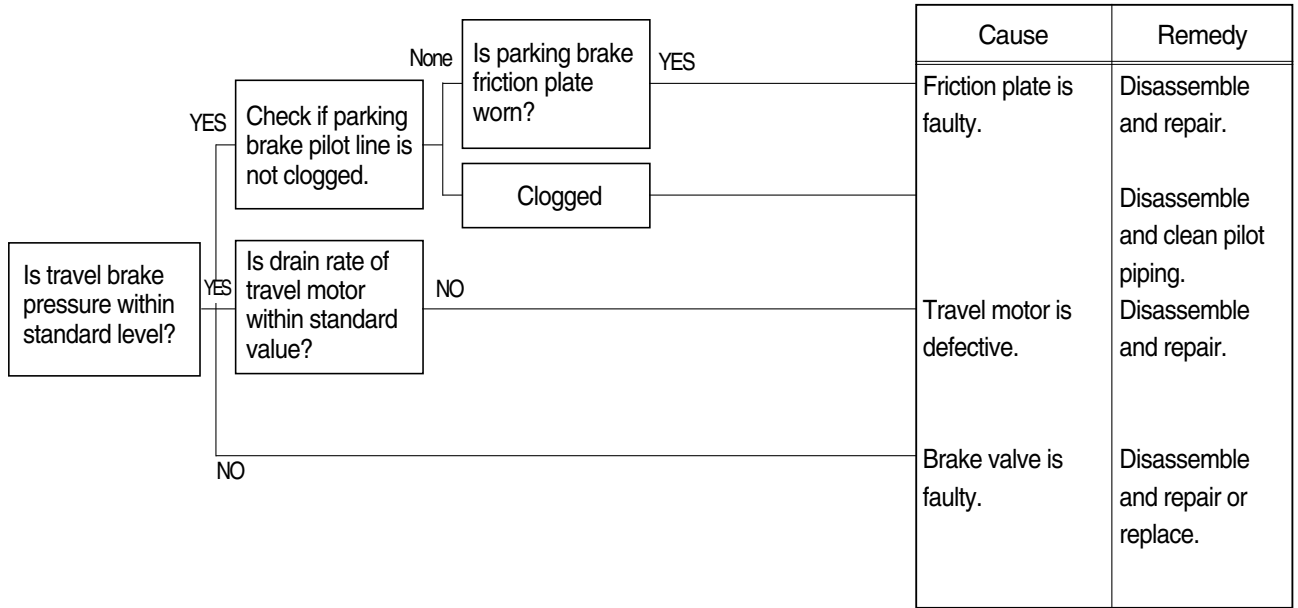 None
Is parking brake
friction plate
worn?
YES
YES
Check if parking
brake pilot line is
not clogged.
Clogged
Is travel brake
pressure within
standard level?
YES
Is drain rate of
travel motor
within standard
value?
NO
NO
Cause
Remedy
Friction plate is
faulty.
Disassemble
and repair.
Disassemble
and clean pilot
piping.
Travel motor is
defective.
Disassemble
and repair.
Brake valve is
faulty.
Disassemble
and repair or
replace.